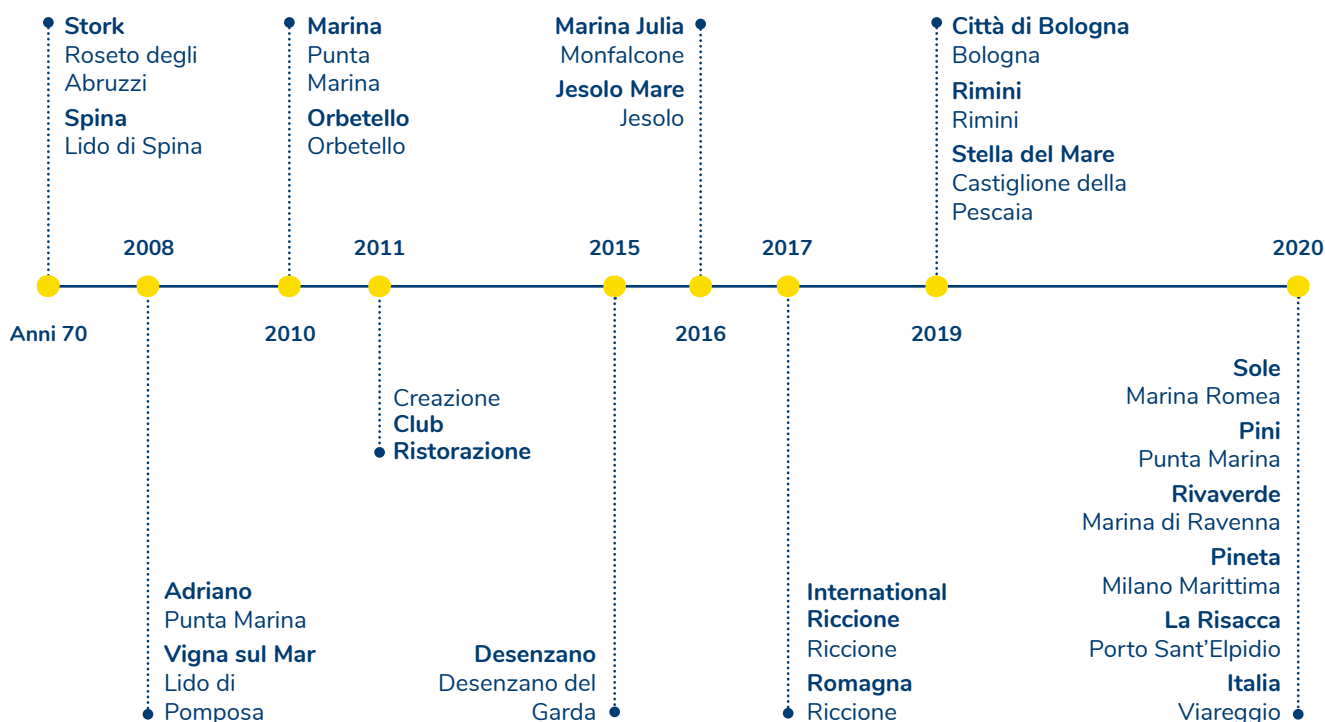 Stork
Roseto degli
Abruzzi
Spina
Lido di Spina
Marina
Punta
Marina
Orbetello
Orbetello
Marina Julia
Monfalcone
Jesolo Mare
Jesolo
Città di Bologna
Bologna
Rimini
Rimini
Stella del Mare
Castiglione della
Pescaia
2008
2011
2015
2017
2020
Anni 70
2010
2016
2019
Creazione
Club
Ristorazione
Adriano
Punta Marina
Vigna sul Mar
Lido di
Pomposa
Desenzano
Desenzano del
Garda
International
Riccione
Riccione
Romagna
Riccione
Sole
Marina Romea
Pini
Punta Marina
Rivaverde
Marina di Ravenna
Pineta
Milano Marittima
La Risacca
Porto Sant’Elpidio
Italia
Viareggio